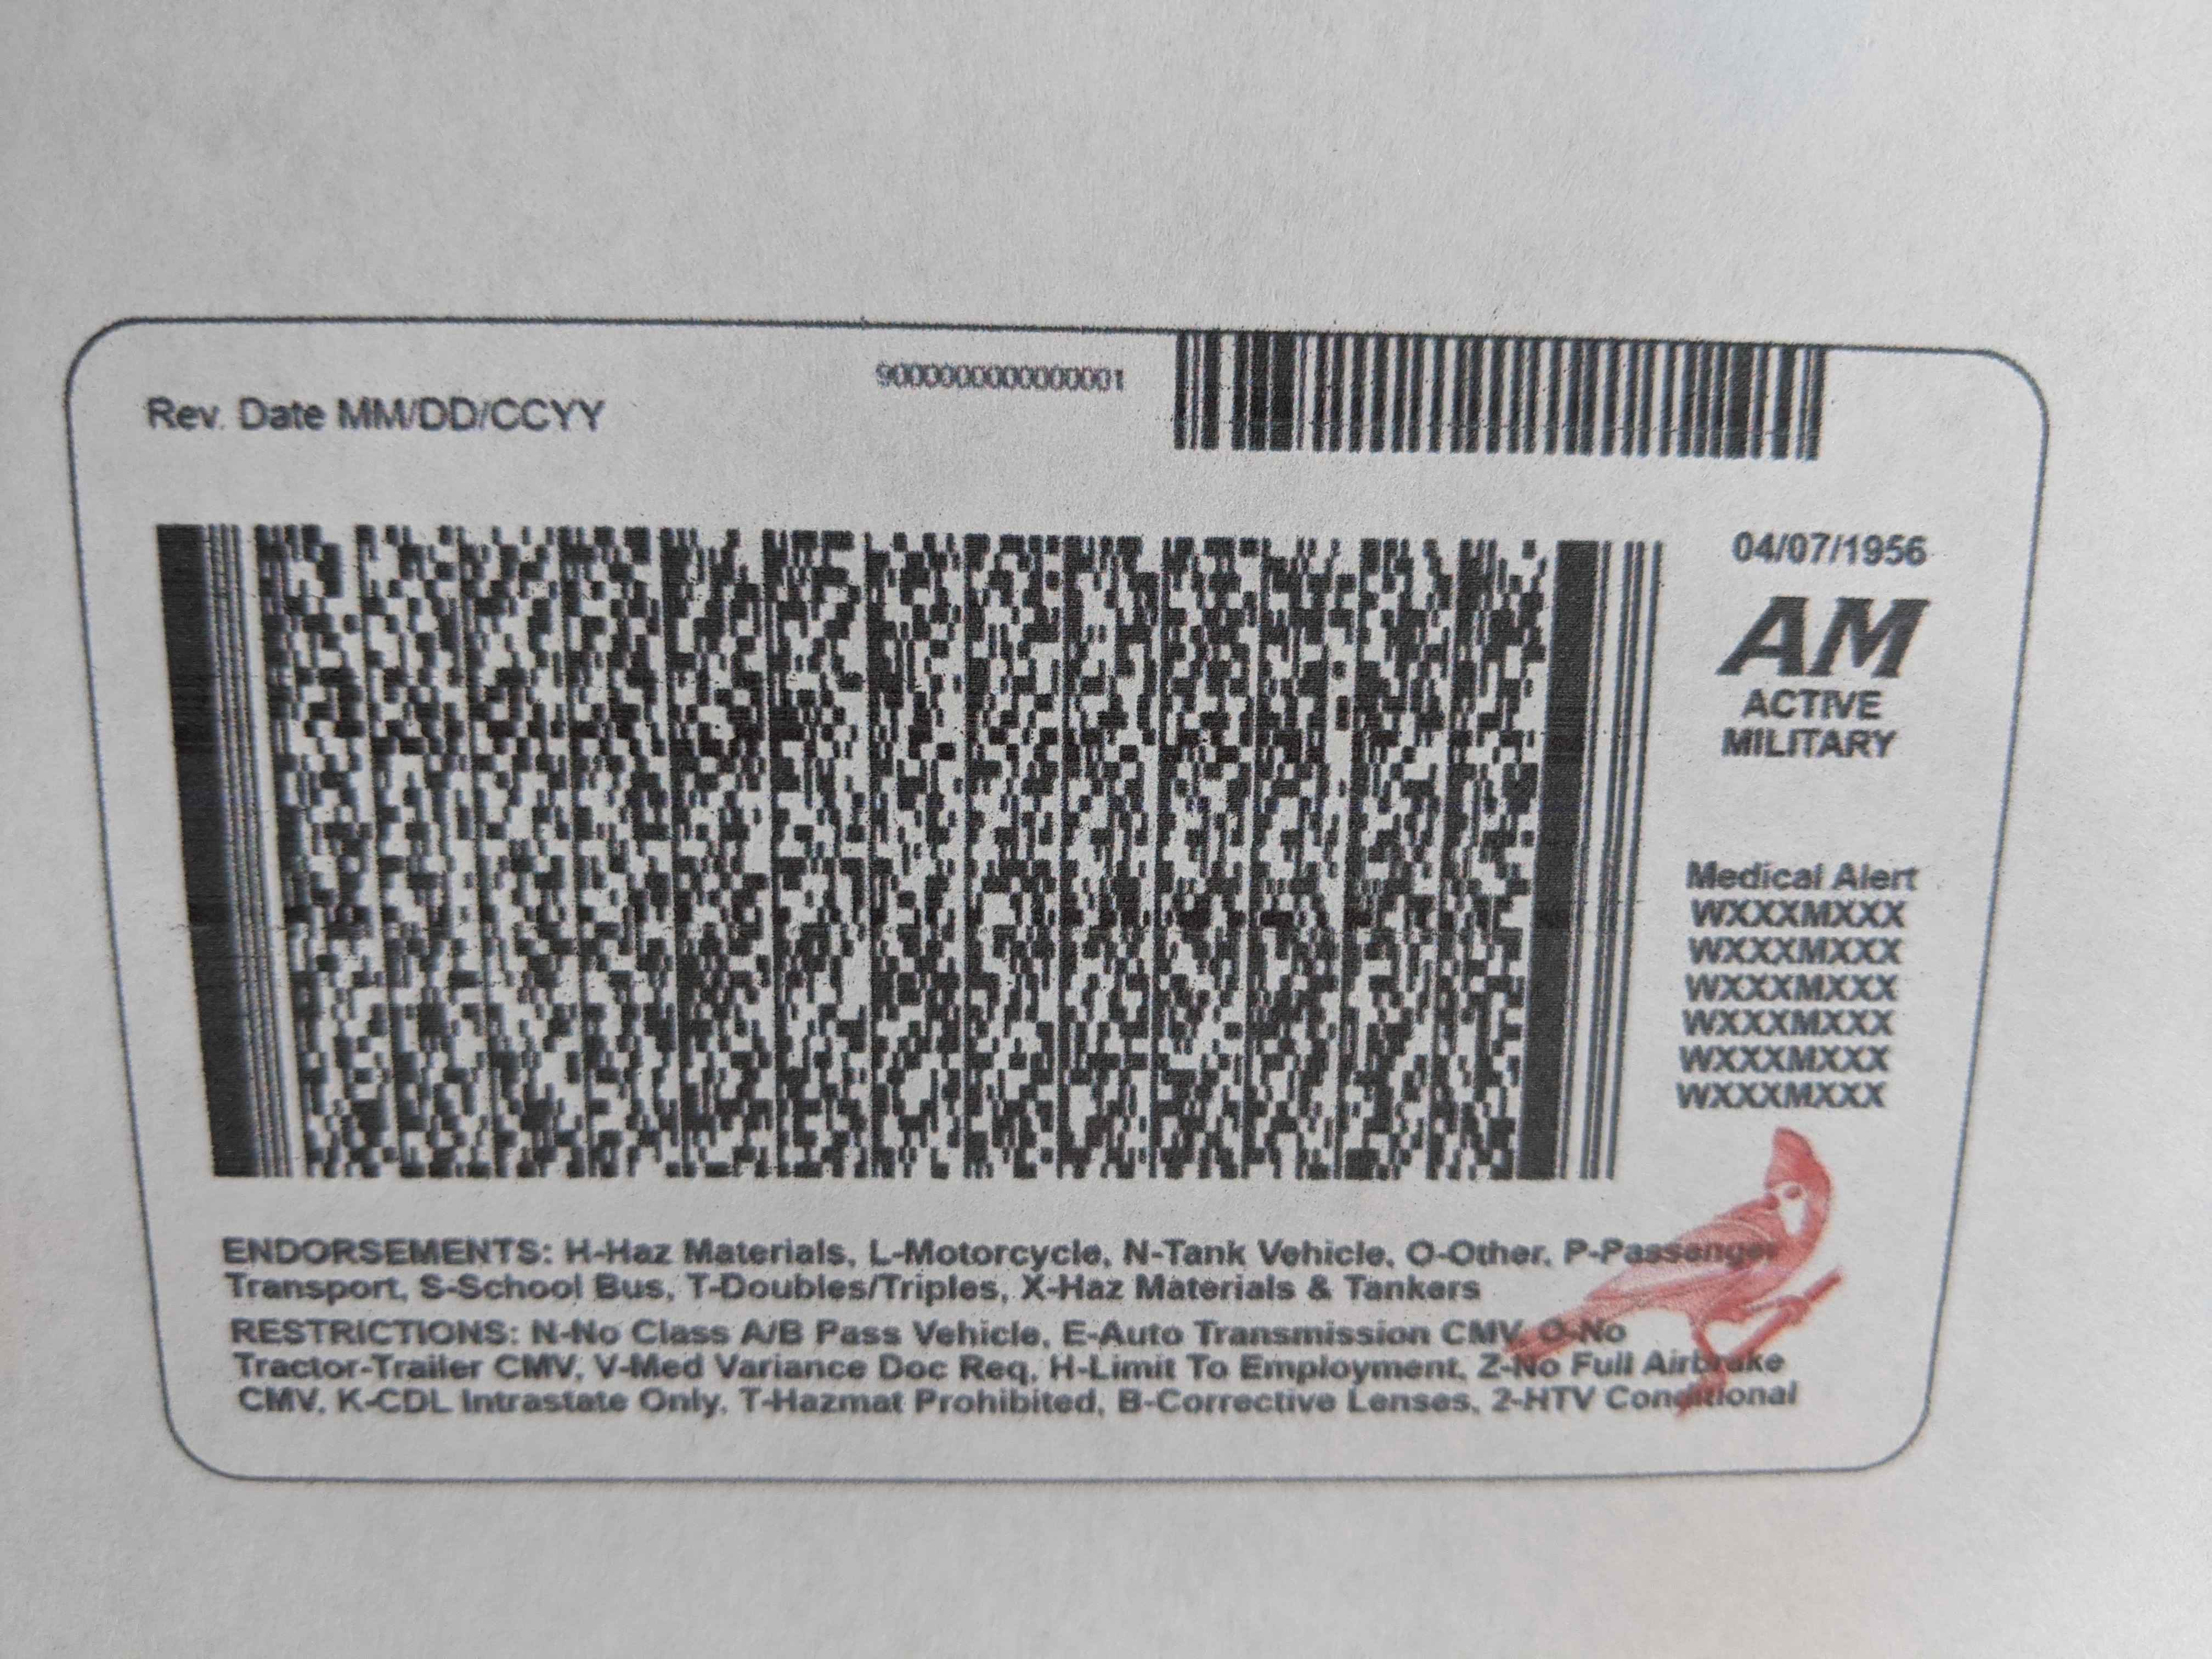 Rev. Date MM/DD/CCYY
9000000000000001
04/07/1956
AM
ACTIVE
MILITARY
Medical Alert
WXXXMXXX
WXXXMXXX
WXXXMXXX
WXXXMXXX
WXXXMXXX
WXXXMXXX
ENDORSEMENTS: H-Haz Materials, L-Motorcycle, N-Tank Vehicle, O-Other, P-Passenger
Transport, S-School Bus, T-Doubles/Triples, X-Haz Materials & Tankers
RESTRICTIONS: N-No Class A/B Pass Vehicle, E-Auto Transmission CMV, O-No
Tractor-Trailer CMV, V-Med Variance Doc Req, H-Limit To Employment, Z-No Full Airbrake
CMV, K-CDL Intrastate Only, T-Hazmat Prohibited, B-Corrective Lenses, 2-HTV Conditional